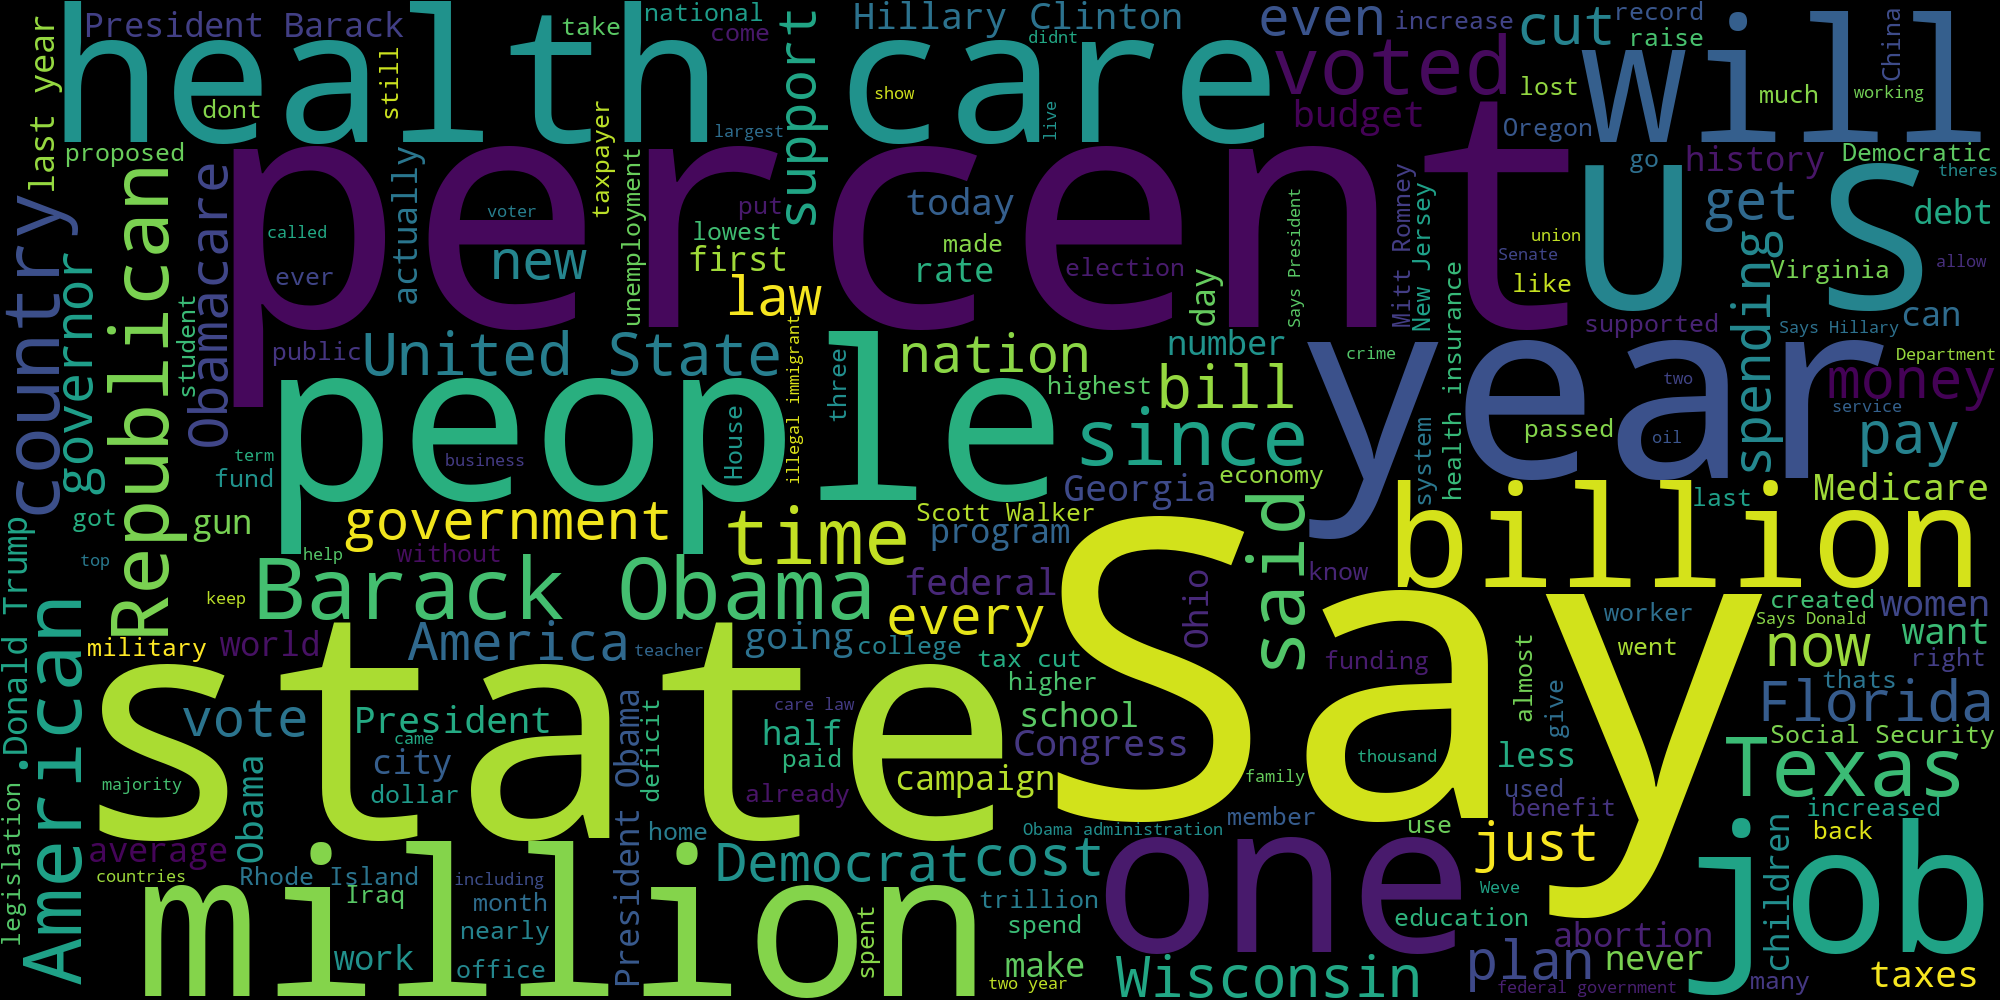 President Barack
national
take
come
Hillary Clinton
didnt
even
increase
record
cut
raise
China
last year
health care
dont
still
support
show
live
largest
voted
budget
lost
Oregon
will
much
working
proposed
taxpayer
per cent
history
Democratic
go
theres
Republican
Obamacare
actually
voter
called
ever
new
put
lowest
first
today
made
rate
election
law
day
Says President
Mitt Romney
New Jersey
union
Senate
like
U S
get
debt
Virginia
allow
spending
Says Hillary
can
country
governor
student
public
United State
unemployment
illegal immigrant
three
nation
number
highest
bill
crime
supported
health insurance
year
two
oil
Department
money
service
pay
term
fund
got
people
business
House
since
economy
Georgia
system
passed
last
Medicare
gun
government
without
help
time
Scott Walker
program
said
billion
Donald Trump
top
keep
Barack Obama
federal
every
Ohio
know
worker
created
women
Says Donald
American
military
world
America
teacher
going
college
tax cut
higher
funding
almost
went
now
want
right
thats
state
vote
President
came
city
dollar
President Obama
deficit
care law
half
paid
school
Congress
campaign
Say
thousand
family
give
less
Florida
Social Security
Texas
legislation
majority
Obama
already
home
Obama administration
member
use
used
benefit
increased
back
average
countries
Rhode Island
Iraq
including
month
nearly
office
work
million
spent
Democrat
cost
trillion
spend
make
two year
one
Weve
education
just
job
children
Wisconsin
plan
abortion
never
federal government
many
taxes